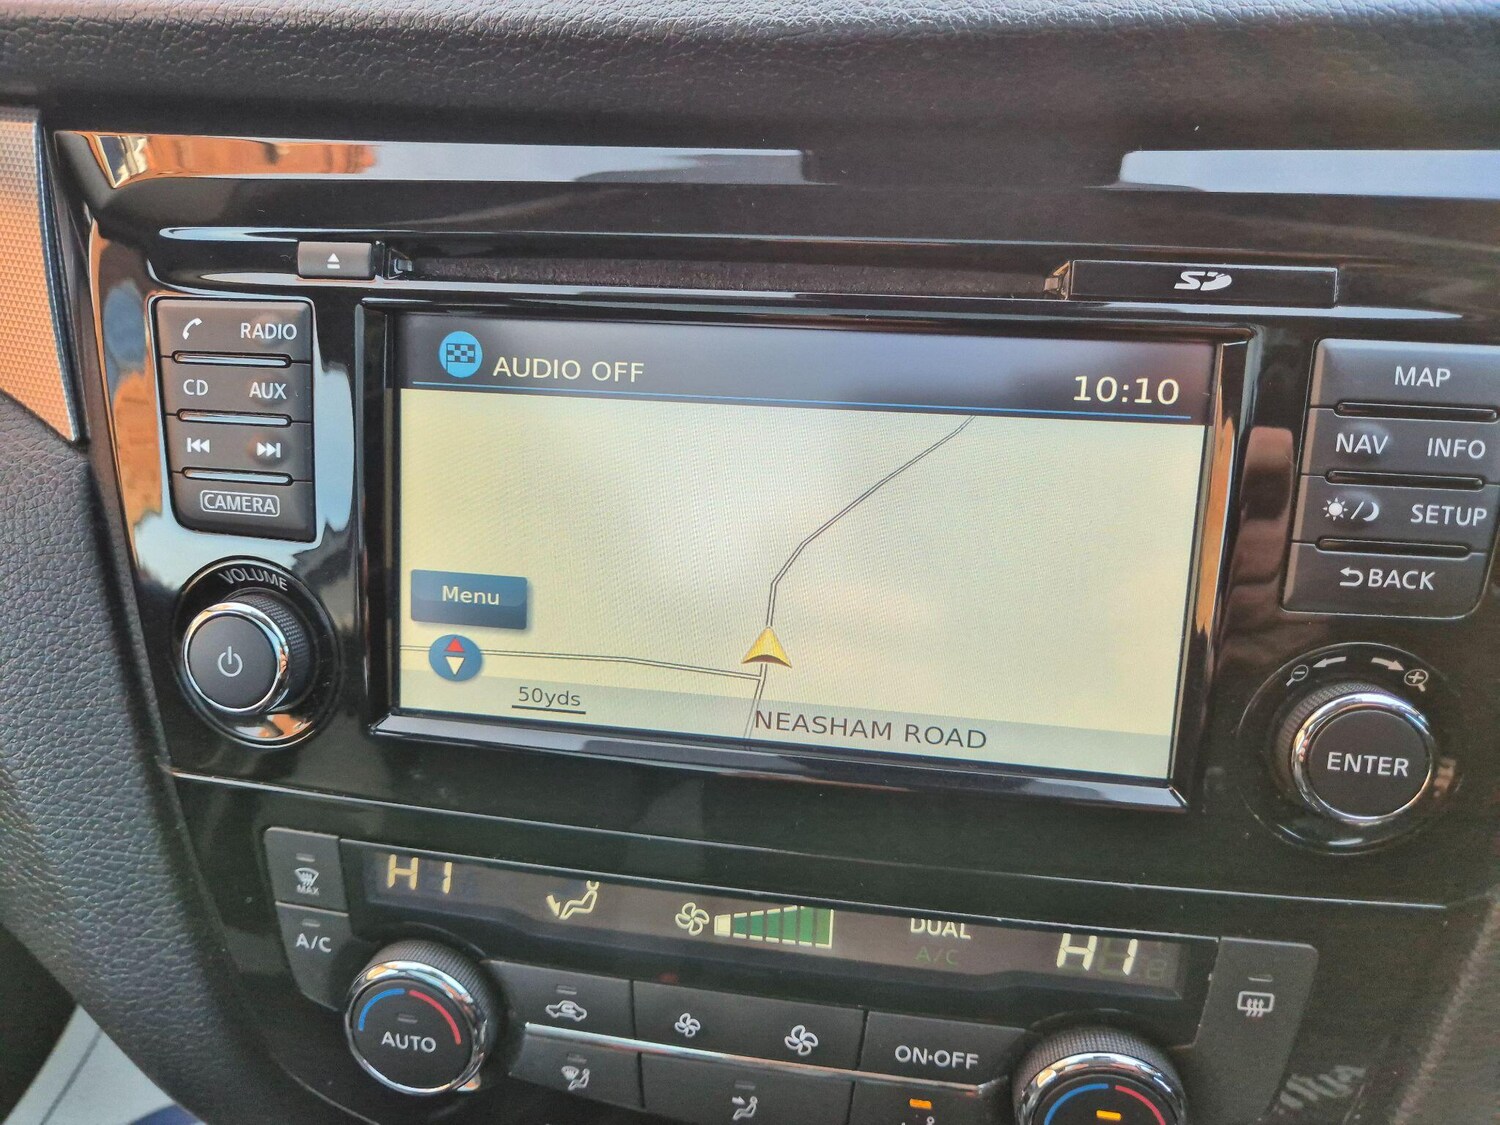 SD
RADIO
CD AUX
CAMERA
VOLUME
AUDIO OFF
10:10
Menu
50yds
NEASHAM ROAD
MAP
NAV INFO
SETUP
BACK
ENTER
MAX
A/C
HI
DUAL
A/C
HI
AUTO
ON·OFF